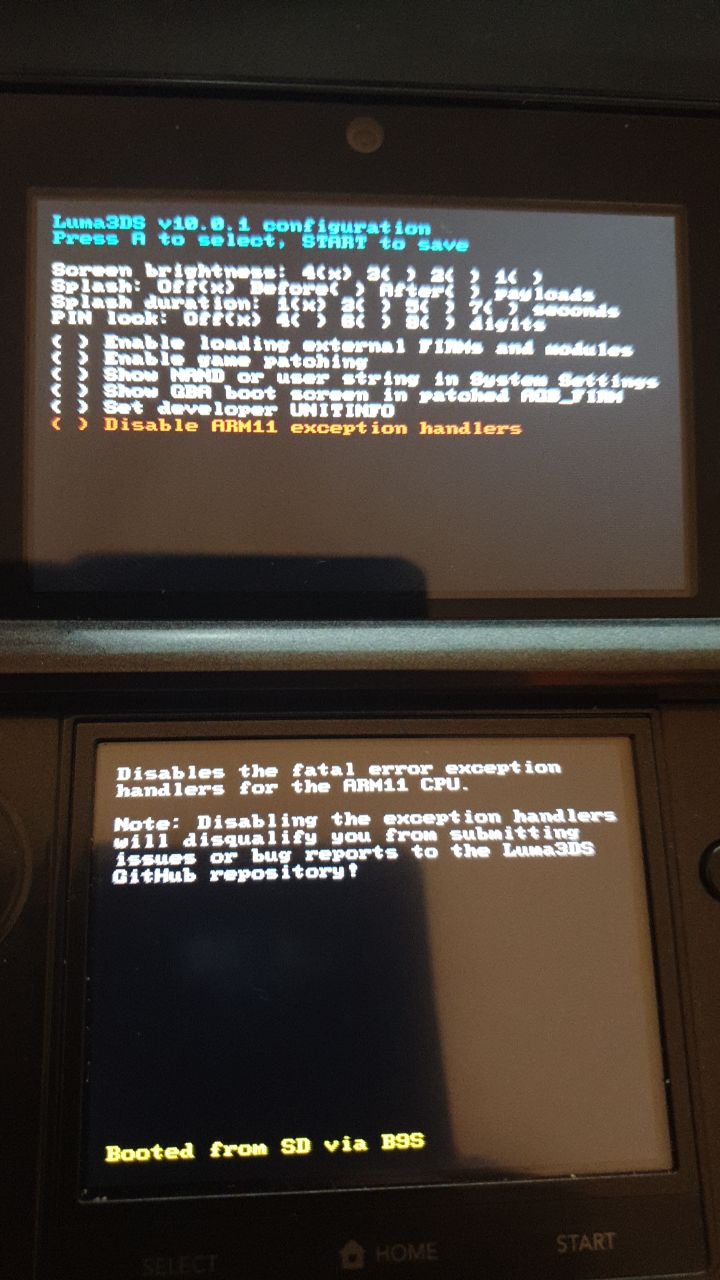 Luma3DS v10.0.1 configuration
Press A to select, START to save
Screen brightness: 4(x) 3( ) 2( ) 1( )
Splash: Off(x) Before( ) After( ) payloads
Splash duration: 1(x) 3( ) 5( ) 7( ) seconds
PIN lock: Off(x) 4( ) 6( ) 8( ) digits
( ) Enable loading external FIRMs and modules
( ) Enable game patching
( ) Show NAND or user string in System Settings
( ) Show GBA boot screen in patched AGB_FIRM
( ) Set developer UNITINFO
( ) Disable ARM11 exception handlers
Disables the fatal error exception
handlers for the ARM11 CPU.
Note: Disabling the exception handlers
will disqualify you from submitting
issues or bug reports to the Luma3DS
GitHub repository!
Booted from SD via B9S
SELECT
HOME
START